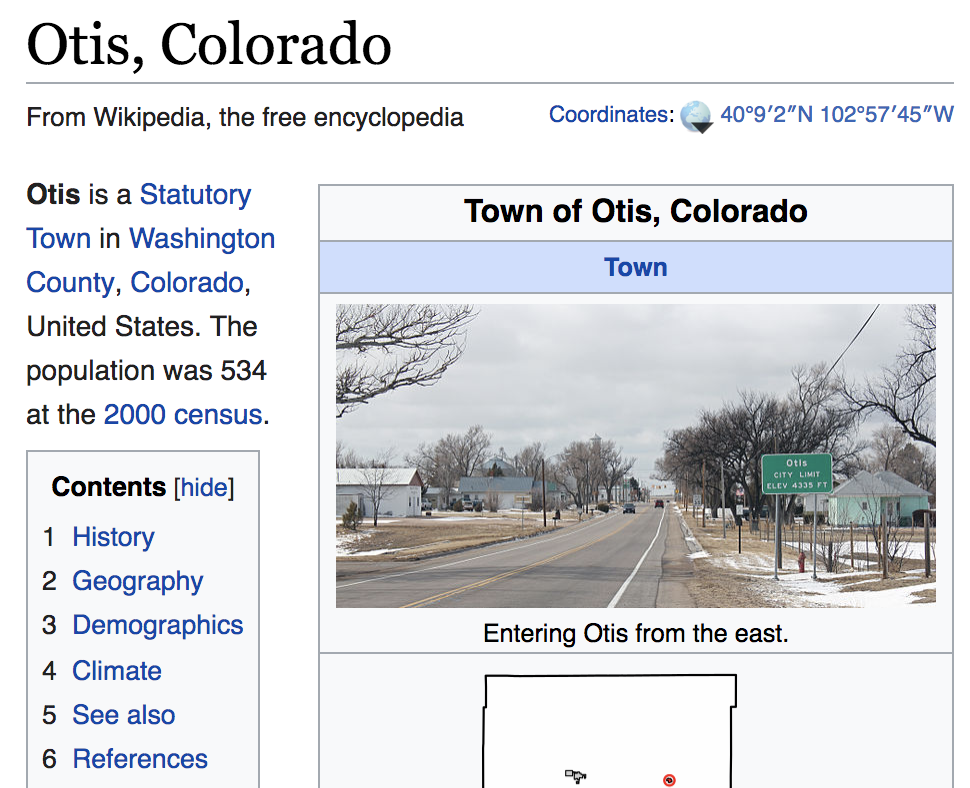 Otis, Colorado
From Wikipedia, the free encyclopedia
Coordinates: 40°9′2″N 102°57′45″W
Otis is a Statutory
Town in Washington
County, Colorado,
United States. The
population was 534
at the 2000 census.
Contents [hide]
1 History
2 Geography
3 Demographics
4 Climate
5 See also
6 References
Town of Otis, Colorado
Town
Otis
CITY LIMIT
ELEV 4335 FT
Entering Otis from the east.